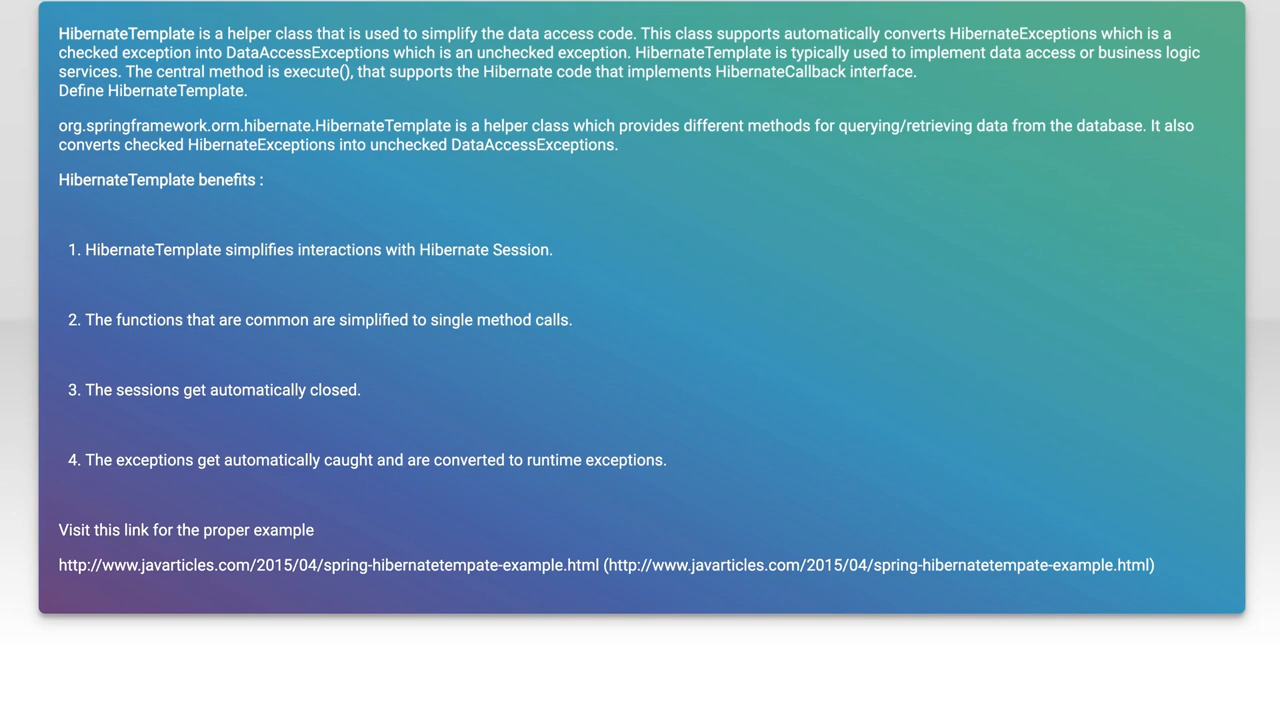 HibernateTemplate is a helper class that is used to simplify the data access code. This class supports automatically converts HibernateExceptions which is a
checked exception into DataAccessExceptions which is an unchecked exception. HibernateTemplate is typically used to implement data access or business logic
services. The central method is execute(), that supports the Hibernate code that implements HibernateCallback interface.
Define HibernateTemplate.
org.springframework.orm.hibernate.HibernateTemplate is a helper class which provides different methods for querying/retrieving data from the database. It also
converts checked HibernateExceptions into unchecked DataAccessExceptions.
HibernateTemplate benefits :
1. HibernateTemplate simplifies interactions with Hibernate Session.
2. The functions that are common are simplified to single method calls.
3. The sessions get automatically closed.
4. The exceptions get automatically caught and are converted to runtime exceptions.
Visit this link for the proper example
http://www.javarticles.com/2015/04/spring-hibernatetempate-example.html (http://www.javarticles.com/2015/04/spring-hibernatetempate-example.html)